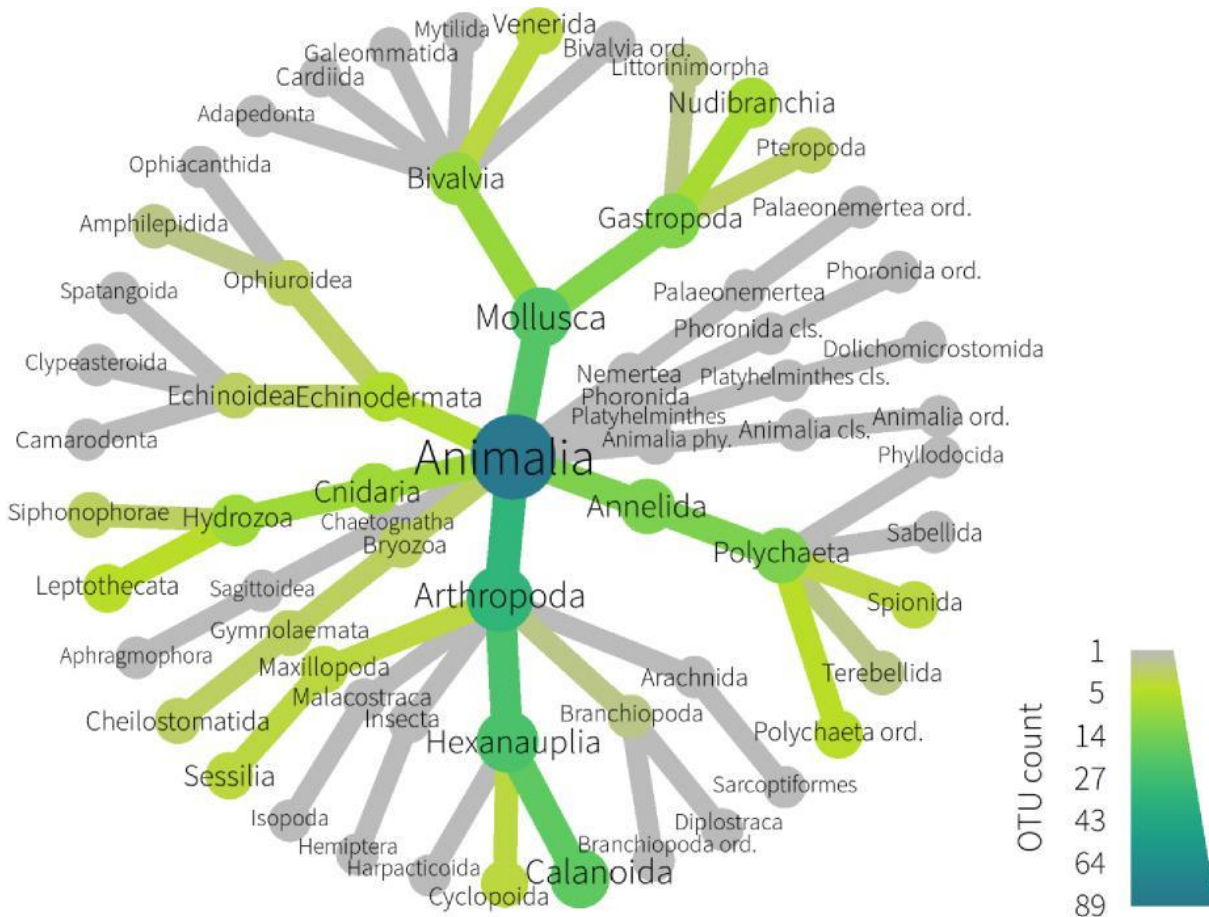 Venerida
Mytilida
Bivalvia ord.
Galeommatida
Littorinimorpha
Cardiida
Nudibranchia
Adapedonta
Pteropoda
Ophiacanthida
Bivalvia
Palaeonemertea ord.
Gastropoda
Amphilepidida
Phoronida ord.
Ophiuroidea
Spatangoida
Palaeonemertea
Mollusca
Phoronida cls.
Dolichomicrostomida
Clypeasteroida
Nemertea
Platyhelminthes cls.
Echinoidea
Echinodermata
Phoronida
Platyhelminthes
Animalia ord.
Camarodonta
Animalia phy.
Animalia cls.
Animalia
Phyllodocida
Cnidaria
Annelida
Siphonophorae
Hydrozoa
Chaetognatha
Sabellida
Bryozoa
Polychaeta
Leptothecata
Sagittoidea
Arthropoda
Spionida
Gymnolaemata
Aphragmophora
Maxillopoda
Arachnida
Terebellida
Malacostraca
Branchiopoda
Cheilostomatida
Insecta
Polychaeta ord.
Hexanauplia
Sessilia
Sarcoptiformes
Isopoda
Diplostraca
Hemiptera
Branchiopoda ord.
Harpacticoida
Calanoida
Cyclopoida
OTU count
1
5
14
27
43
64
89